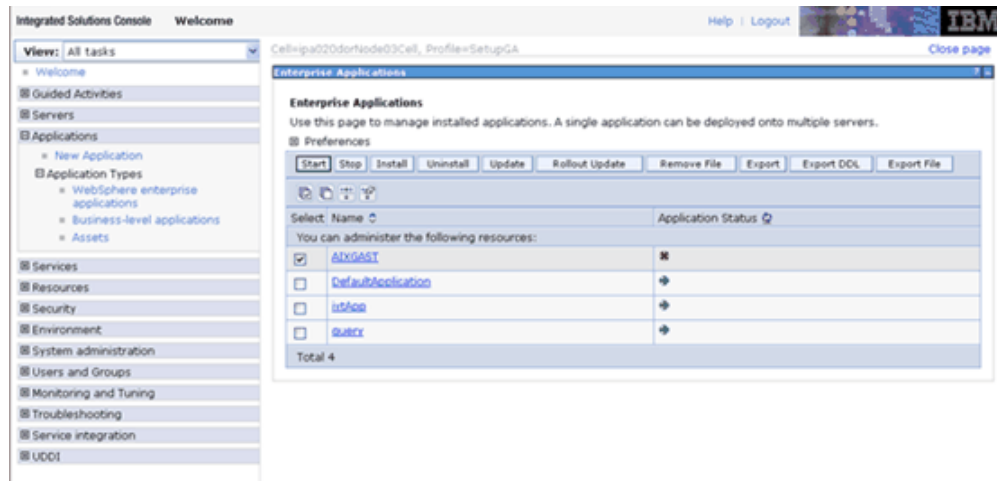 Integrated Solutions Console Welcome
Help | Logout
IBM
View: All tasks
Cell=ipa020dorNode03Cell, Profile=SetupGA
Close page
Welcome
Guided Activities
Servers
Applications
New Application
Application Types
WebSphere enterprise
applications
Business-level applications
Assets
Services
Resources
Security
Environment
System administration
Users and Groups
Monitoring and Tuning
Troubleshooting
Service integration
UDDI
Enterprise Applications
Enterprise Applications
Use this page to manage installed applications. A single application can be deployed onto multiple servers.
Preferences
Start Stop Install Uninstall Update Rollout Update Remove File Export Export DDL Export File
Select Name Application Status
You can administer the following resources:
AIXGAST
DefaultApplication
ivtApp
query
Total 4